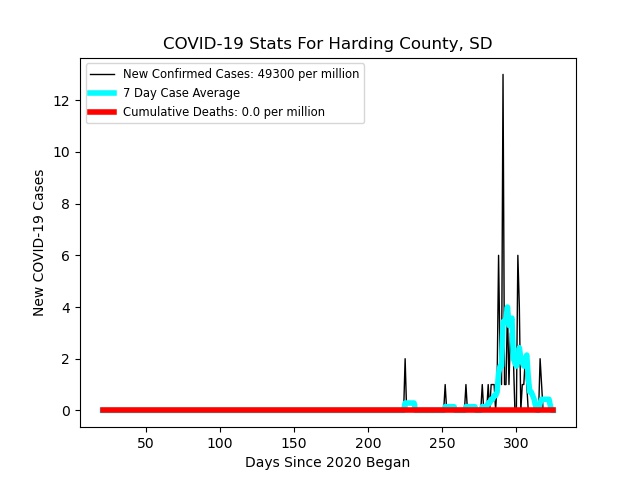 COVID-19 Stats For Harding County, SD
New Confirmed Cases: 49300 per million
7 Day Case Average
Cumulative Deaths: 0.0 per million
New COVID-19 Cases
12
10
8
6
4
2
0
50
100
150
200
250
300
Days Since 2020 Began